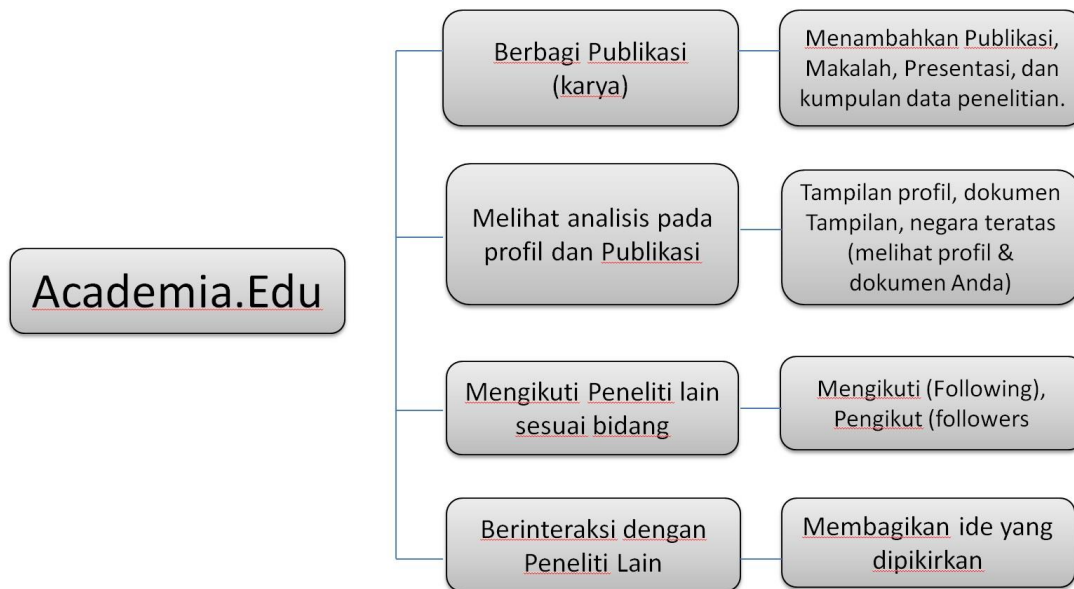 Academia.Edu
Berbagi Publikasi
(karya)
Menambahkan Publikasi,
Makalah, Presentasi, dan
kumpulan data penelitian.
Melihat analisis pada
profil dan Publikasi
Tampilan profil, dokumen
Tampilan, negara teratas
(melihat profil &
dokumen Anda)
Mengikuti Peneliti lain
sesuai bidang
Mengikuti (Following),
Pengikut (followers
Berinteraksi dengan
Peneliti Lain
Membagikan ide yang
dipikirkan